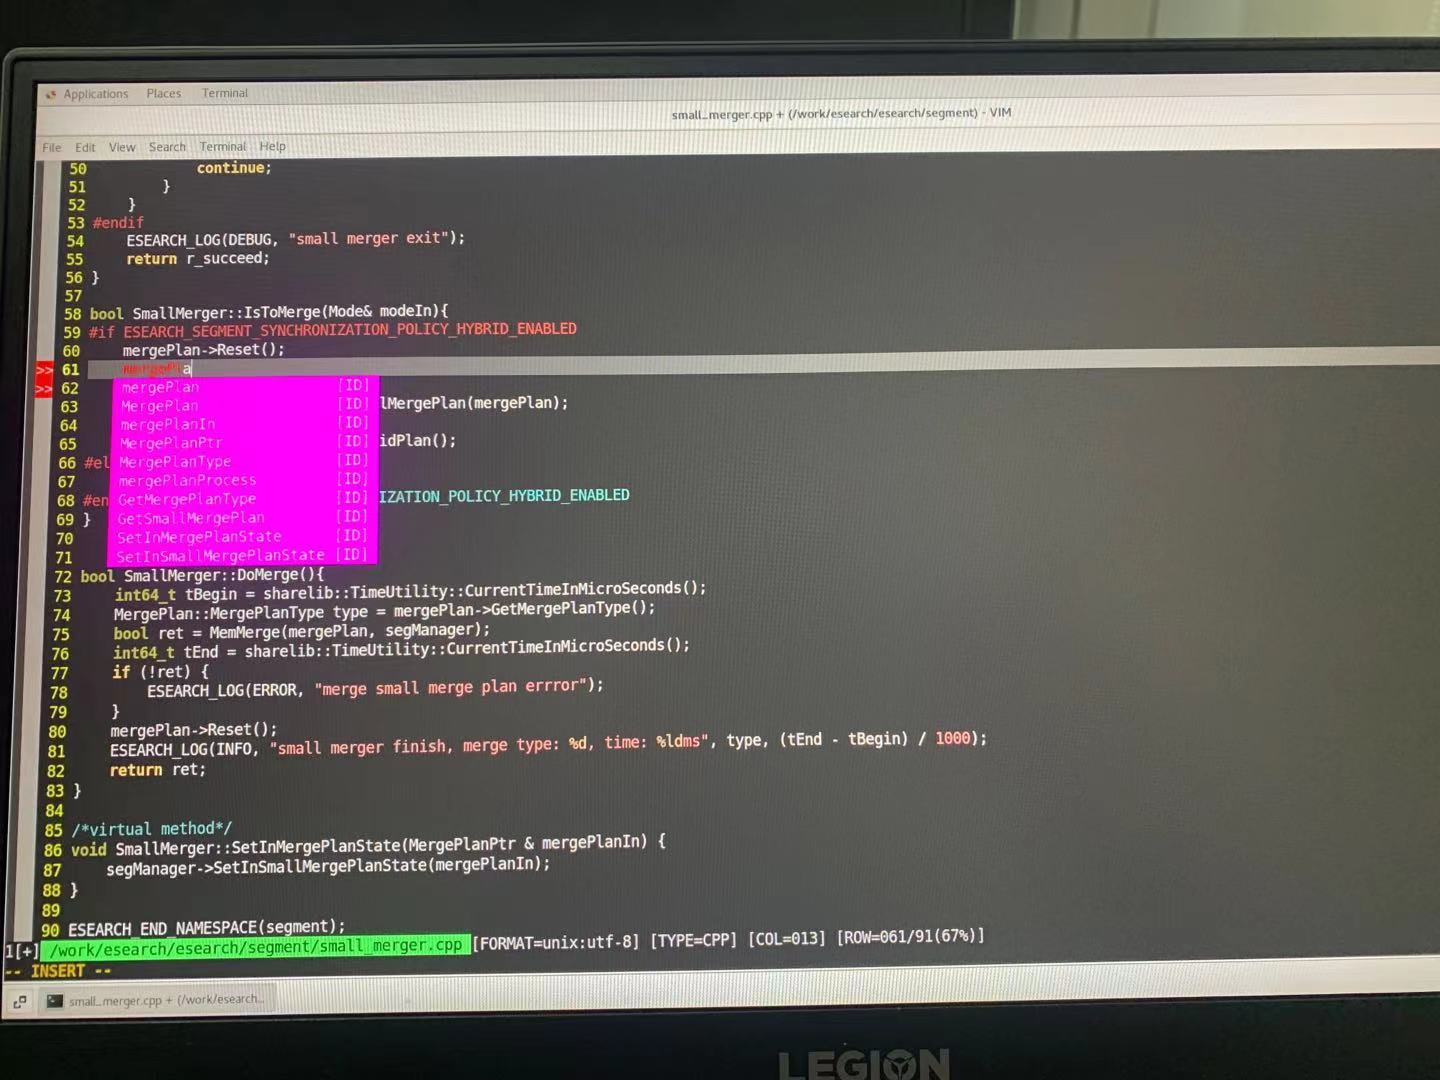 Applications Places Terminal
small_merger.cpp + (/work/esearch/esearch/segment) - VIM
File Edit View Search Terminal Help
50 continue;
51 }
52 }
53 #endif
54 ESEARCH_LOG(DEBUG, "small merger exit");
55 return r_succeed;
56 }
57
58 bool SmallMerger::IsToMerge(Mode& modeIn){
59 #if ESEARCH_SEGMENT_SYNCHRONIZATION_POLICY_HYBRID_ENABLED
60 mergePlan->Reset();
>> 61 mergePla
>> 62 mergePlan [ID]
63 MergePlan [ID] lMergePlan(mergePlan);
64 mergePlanIn [ID]
65 MergePlanPtr [ID] idPlan();
66 #el MergePlanType [ID]
67 mergePlanProcess [ID]
68 #en GetMergePlanType [ID] IZATION_POLICY_HYBRID_ENABLED
69 } GetSmallMergePlan [ID]
70 SetInMergePlanState [ID]
71 SetInSmallMergePlanState [ID]
72 bool SmallMerger::DoMerge(){
73 int64_t tBegin = sharelib::TimeUtility::CurrentTimeInMicroSeconds();
74 MergePlan::MergePlanType type = mergePlan->GetMergePlanType();
75 bool ret = MemMerge(mergePlan, segManager);
76 int64_t tEnd = sharelib::TimeUtility::CurrentTimeInMicroSeconds();
77 if (!ret) {
78 ESEARCH_LOG(ERROR, "merge small merge plan errror");
79 }
80 mergePlan->Reset();
81 ESEARCH_LOG(INFO, "small merger finish, merge type: %d, time: %ldms", type, (tEnd - tBegin) / 1000);
82 return ret;
83 }
84
85 /*virtual method*/
86 void SmallMerger::SetInMergePlanState(MergePlanPtr & mergePlanIn) {
87 segManager->SetInSmallMergePlanState(mergePlanIn);
88 }
89
90 ESEARCH_END_NAMESPACE(segment);
1[+] /work/esearch/esearch/segment/small_merger.cpp [FORMAT=unix:utf-8] [TYPE=CPP] [COL=013] [ROW=061/91(67%)]
-- INSERT --
small_merger.cpp + (/work/esearch...
LEGION